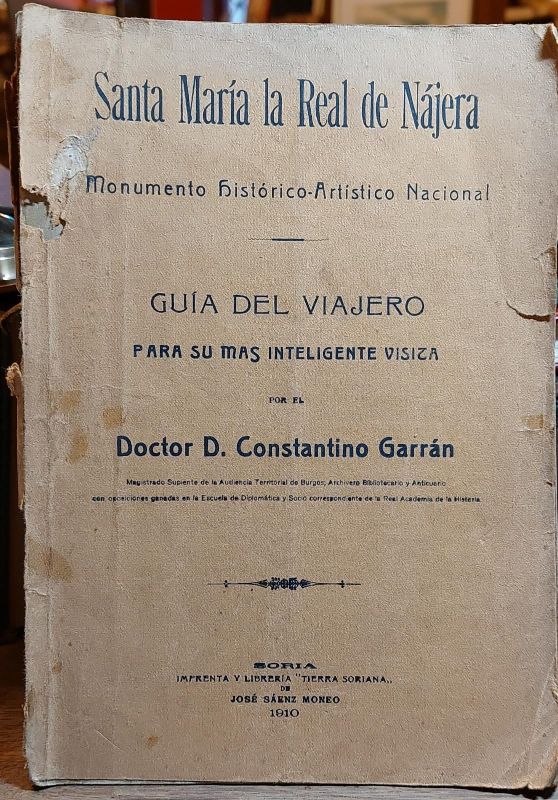 Santa María la Real de Nájera
Monumento Histórico-Artístico Nacional
GUÍA DEL VIAJERO
PARA SU MAS INTELIGENTE VISITA
POR EL
Doctor D. Constantino Garrán
Magistrado Suplente de la Audiencia Territorial de Burgos; Archivero Bibliotecario y Anticuario
con oposiciones ganadas en la Escuela de Diplomática y Socio correspondiente de la Real Academia de la Historia
SORIA
IMPRENTA Y LIBRERÍA "TIERRA SORIANA,,
DE
JOSÉ SÁENZ MONEO
1910